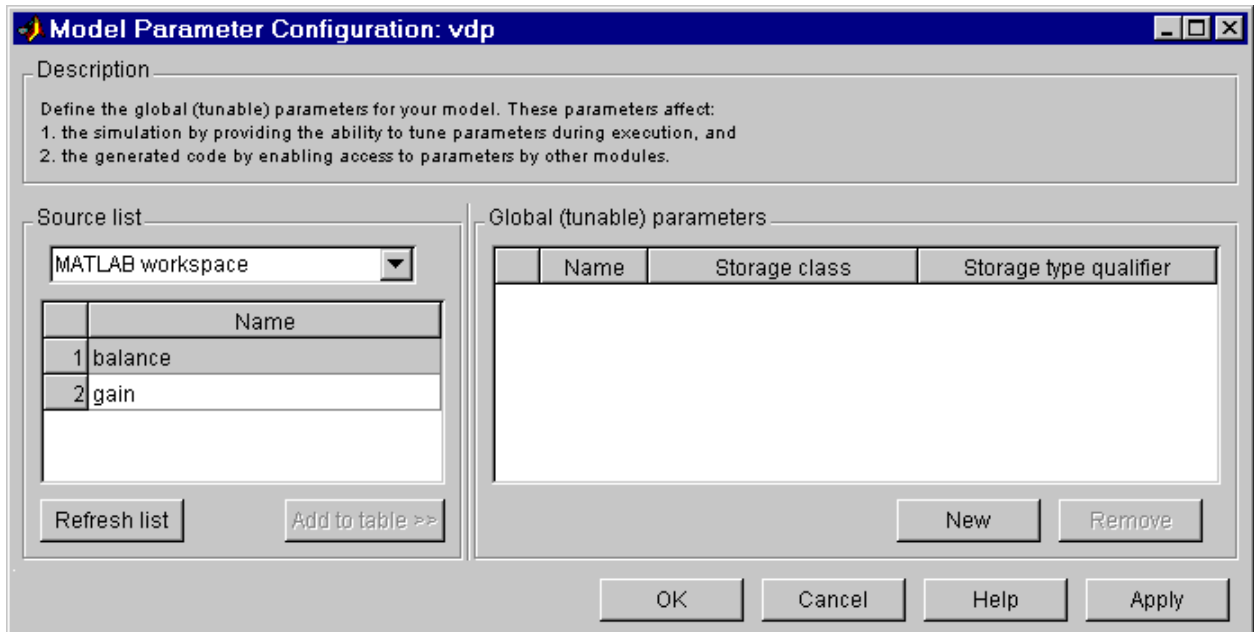 Model Parameter Configuration: vdp
Description
Define the global (tunable) parameters for your model. These parameters affect:
1. the simulation by providing the ability to tune parameters during execution, and
2. the generated code by enabling access to parameters by other modules.
Source list
MATLAB workspace
Name
1 balance
2 gain
Refresh list
Add to table >>
Global (tunable) parameters
Name Storage class Storage type qualifier
New
Remove
OK
Cancel
Help
Apply